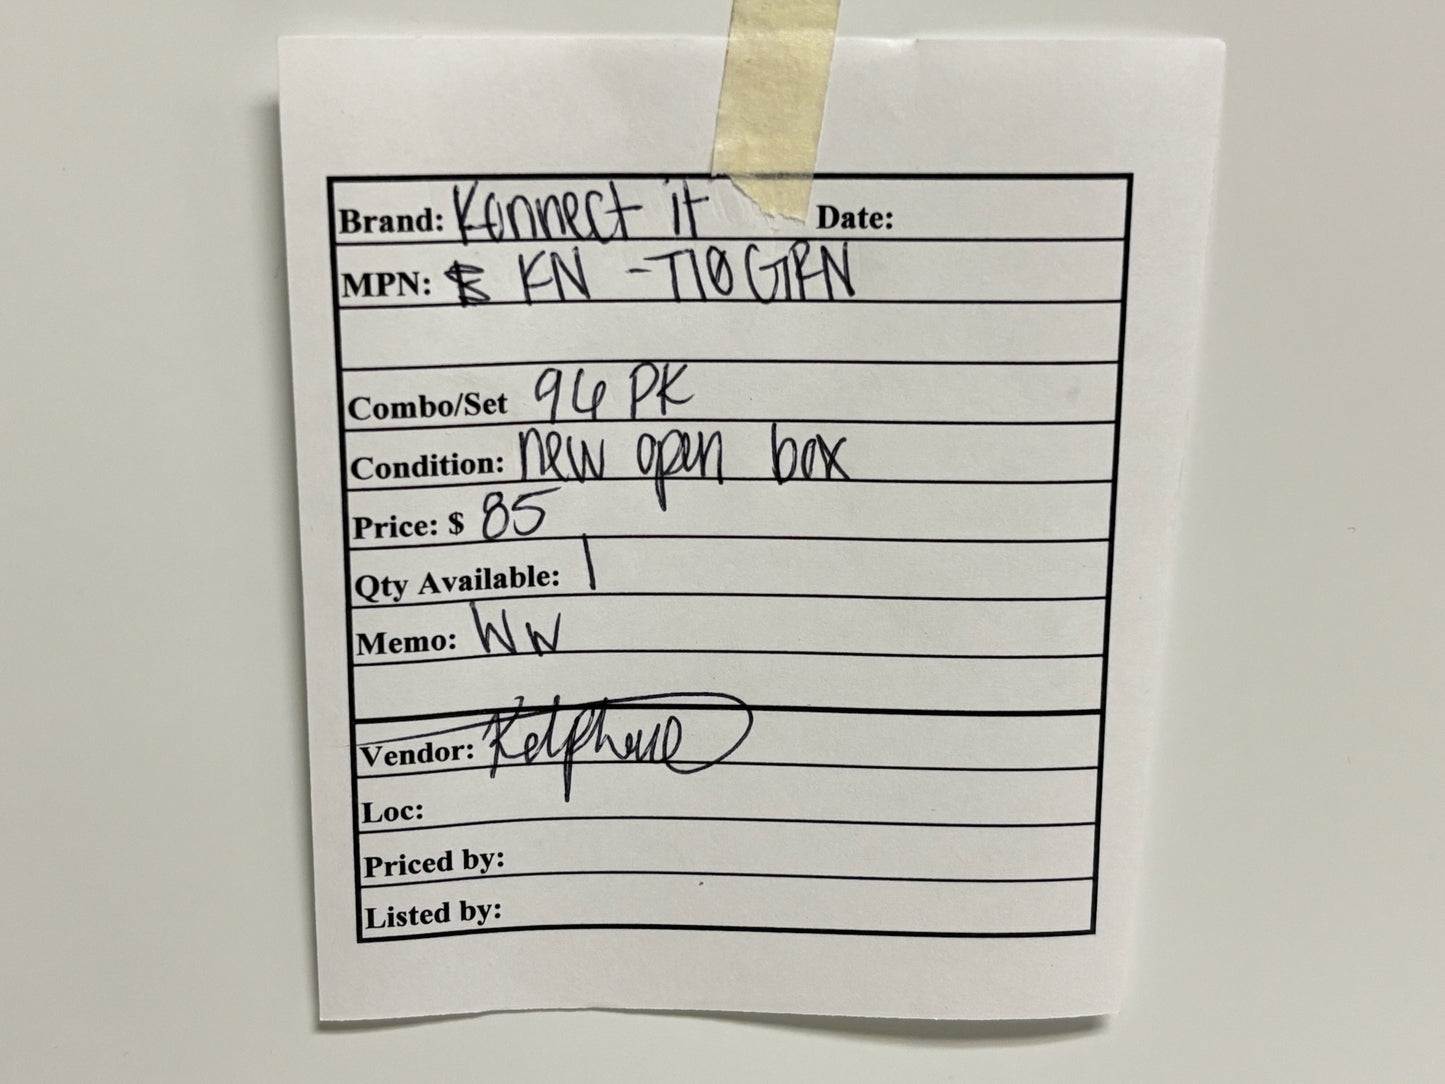 Brand: Konnect it Date:
MPN: KN -T10GRN
Combo/Set 96 PK
Condition: new open box
Price: $ 85
Qty Available: 1
Memo: WW
Vendor:
Loc:
Priced by:
Listed by: